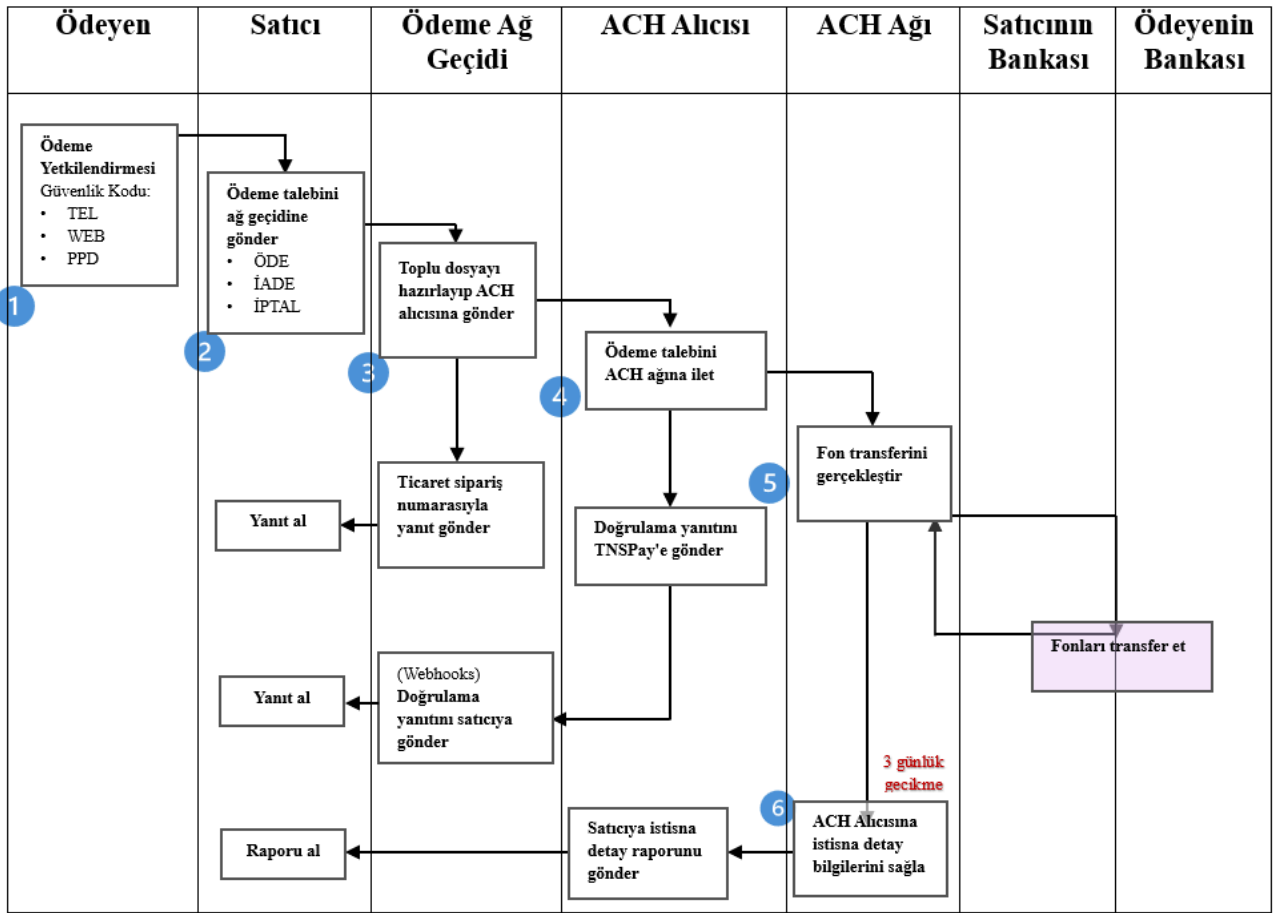 Ödeyen
Satıcı
Ödeme Ağ
Geçidi
ACH Alıcısı
ACH Ağı
Satıcının
Bankası
Ödeyenin
Bankası
Ödeme
Yetkilendirmesi
Güvenlik Kodu:
• TEL
• WEB
• PPD
1
Ödeme talebini
ağ geçidine
gönder
• ÖDE
• İADE
• İPTAL
2
Toplu dosyayı
hazırlayıp ACH
alıcısına gönder
3
Ödeme talebini
ACH ağına ilet
4
Fon transferini
gerçekleştir
5
Ticaret sipariş
numarasıyla
yanıt gönder
Yanıt al
Doğrulama yanıtını
TNSPay'e gönder
Fonları transfer et
(Webhooks)
Doğrulama
yanıtını satıcıya
gönder
Yanıt al
3 günlük
gecikme
6
ACH Alıcısına
istisna detay
bilgilerini sağla
Satıcıya istisna
detay raporunu
gönder
Raporu al